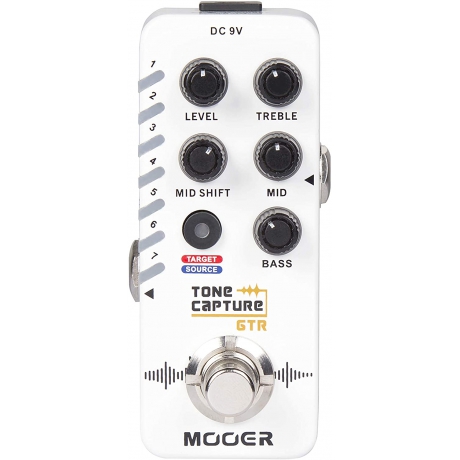 DC 9V
1
2
3
4
5
6
7
LEVEL TREBLE
MID SHIFT MID
BASS
TARGET
SOURCE
TONE
CAPTURE
GTR
MOOER